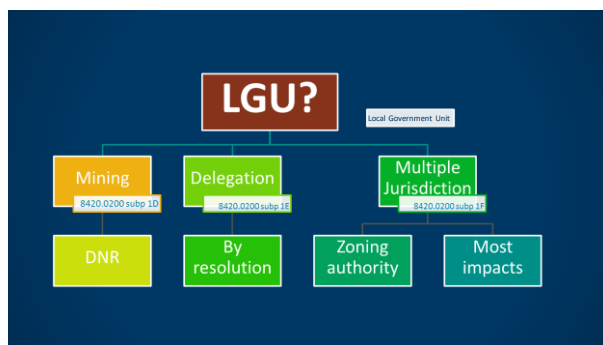 LGU?
Local Government Unit
Mining
8420.0200 subp 1D
Delegation
8420.0200 subp 1E
Multiple
Jurisdiction
8420.0200 subp 1F
DNR
By
resolution
Zoning
authority
Most
impacts